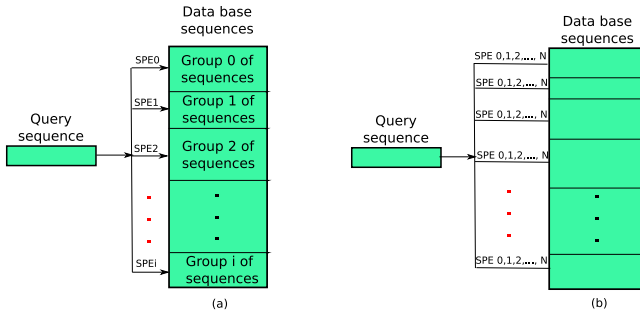 Data base
sequences
SPE0
Group 0 of
sequences
SPE1
Group 1 of
sequences
Query
sequence
SPE2
Group 2 of
sequences
SPEi
Group i of
sequences
(a)
Data base
sequences
SPE 0,1,2,..., N
SPE 0,1,2,..., N
SPE 0,1,2,..., N
Query
sequence
SPE 0,1,2,..., N
SPE 0,1,2,..., N
(b)